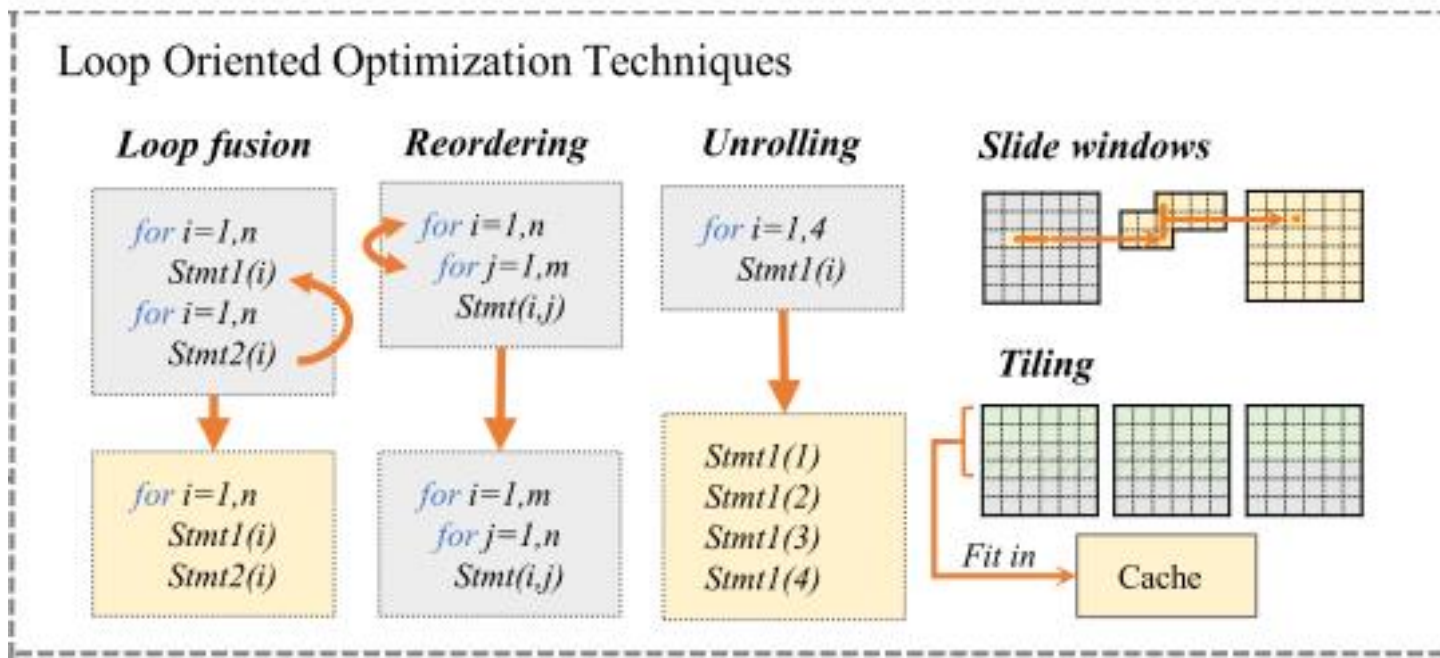 Loop Oriented Optimization Techniques
Loop fusion
for i=1,n
Stmt1(i)
for i=1,n
Stmt2(i)
for i=1,n
Stmt1(i)
Stmt2(i)
Reordering
for i=1,n
for j=1,m
Stmt(i,j)
for i=1,m
for j=1,n
Stmt(i,j)
Unrolling
for i=1,4
Stmt1(i)
Stmt1(1)
Stmt1(2)
Stmt1(3)
Stmt1(4)
Slide windows
Tiling
Fit in
Cache